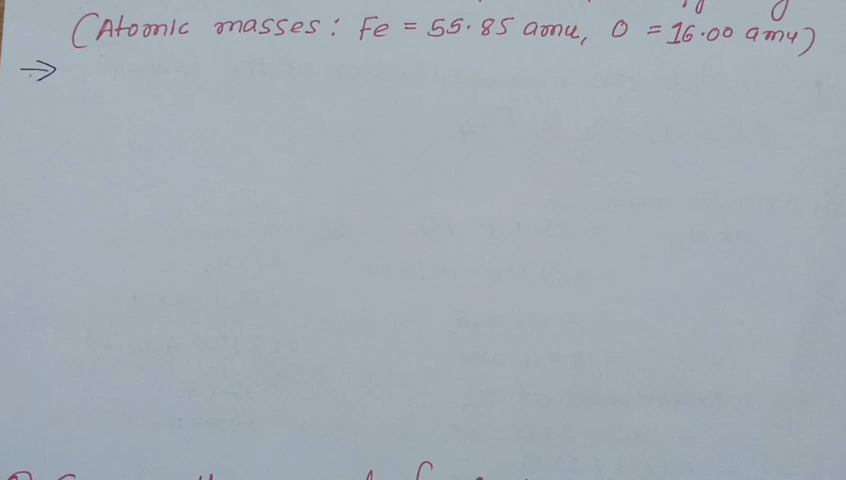 (Atomic masses: Fe = 55.85 amu, O = 16.00 amu)
⇒